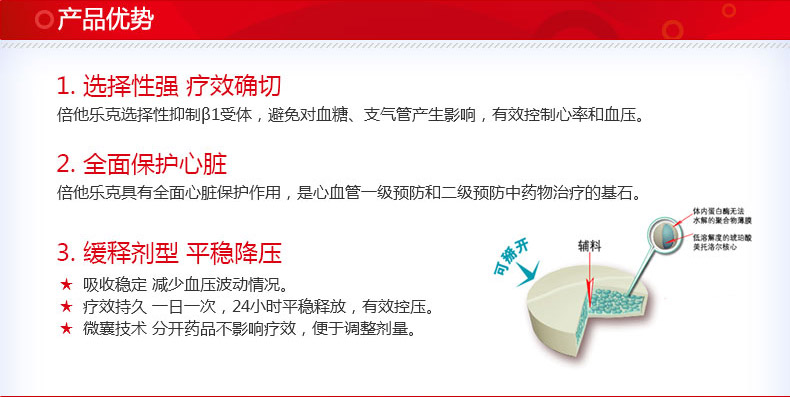 产品优势
1. 选择性强 疗效确切
倍他乐克选择性抑制β1受体，避免对血糖、支气管产生影响，有效控制心率和血压。
2. 全面保护心脏
倍他乐克具有全面心脏保护作用，是心血管一级预防和二级预防中药物治疗的基石。
3. 缓释剂型 平稳降压
★ 吸收稳定 减少血压波动情况。
★ 疗效持久 一日一次，24小时平稳释放，有效控压。
★ 微囊技术 分开药品不影响疗效，便于调整剂量。
可掰开
辅料
体内蛋白酶无法
水解的聚合物薄膜
低溶解度的琥珀酸
美托洛尔核心